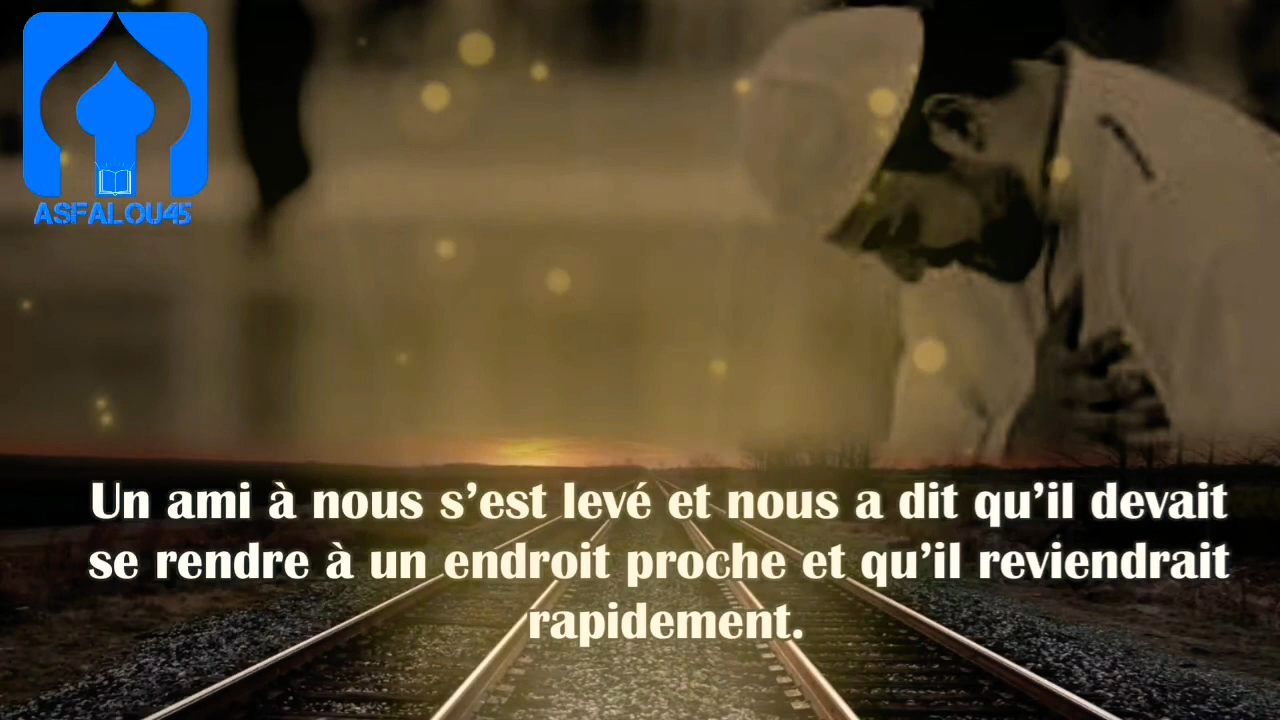 ASFALOU45
Un ami à nous s’est levé et nous a dit qu’il devait
se rendre à un endroit proche et qu’il reviendrait
rapidement.